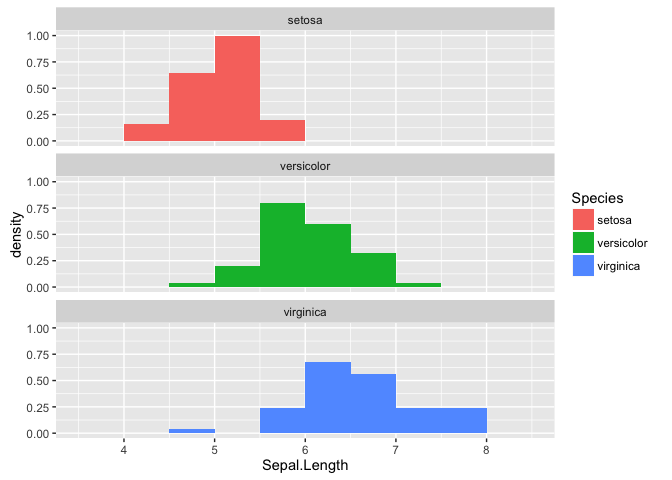 setosa
1.00
0.75
0.50
0.25
0.00
versicolor
1.00
0.75
0.50
0.25
0.00
virginica
1.00
0.75
0.50
0.25
0.00
4 5 6 7 8
Sepal.Length
density
Species
setosa
versicolor
virginica